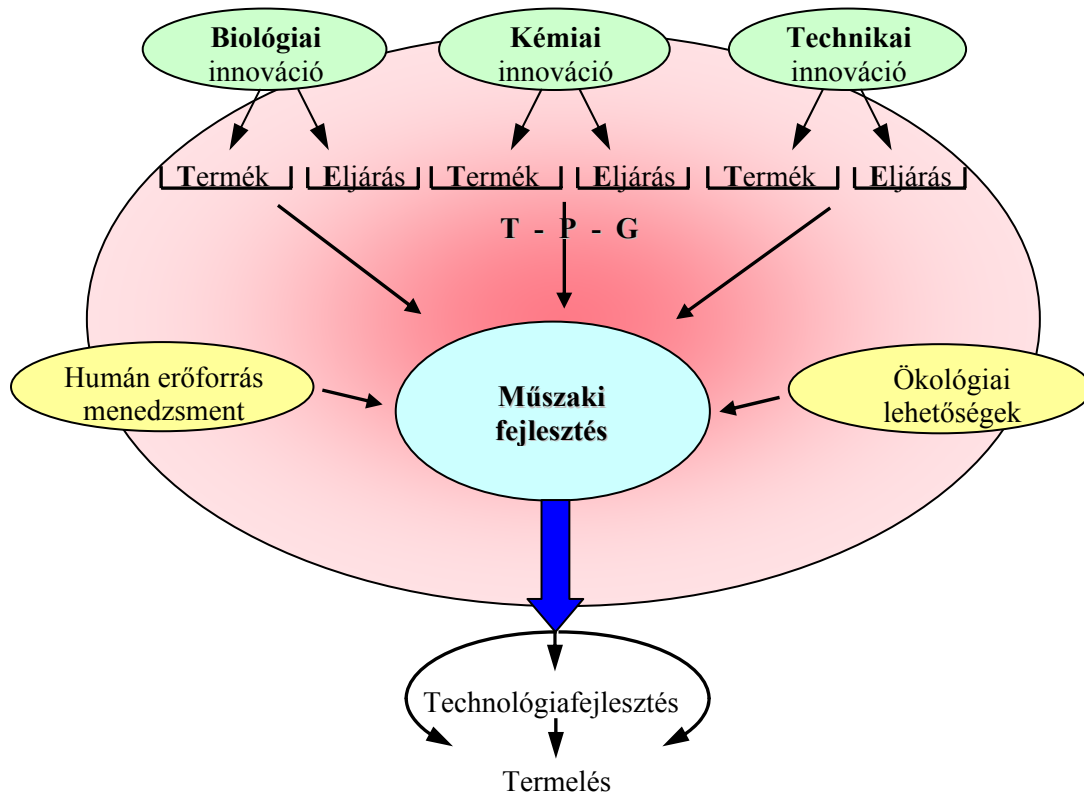 Biológiai
innováció
Kémiai
innováció
Technikai
innováció
Termék
Eljárás
Termék
Eljárás
Termék
Eljárás
T - P - G
Humán erőforrás
menedzsment
Műszaki
fejlesztés
Ökológiai
lehetőségek
Technológiafejlesztés
Termelés